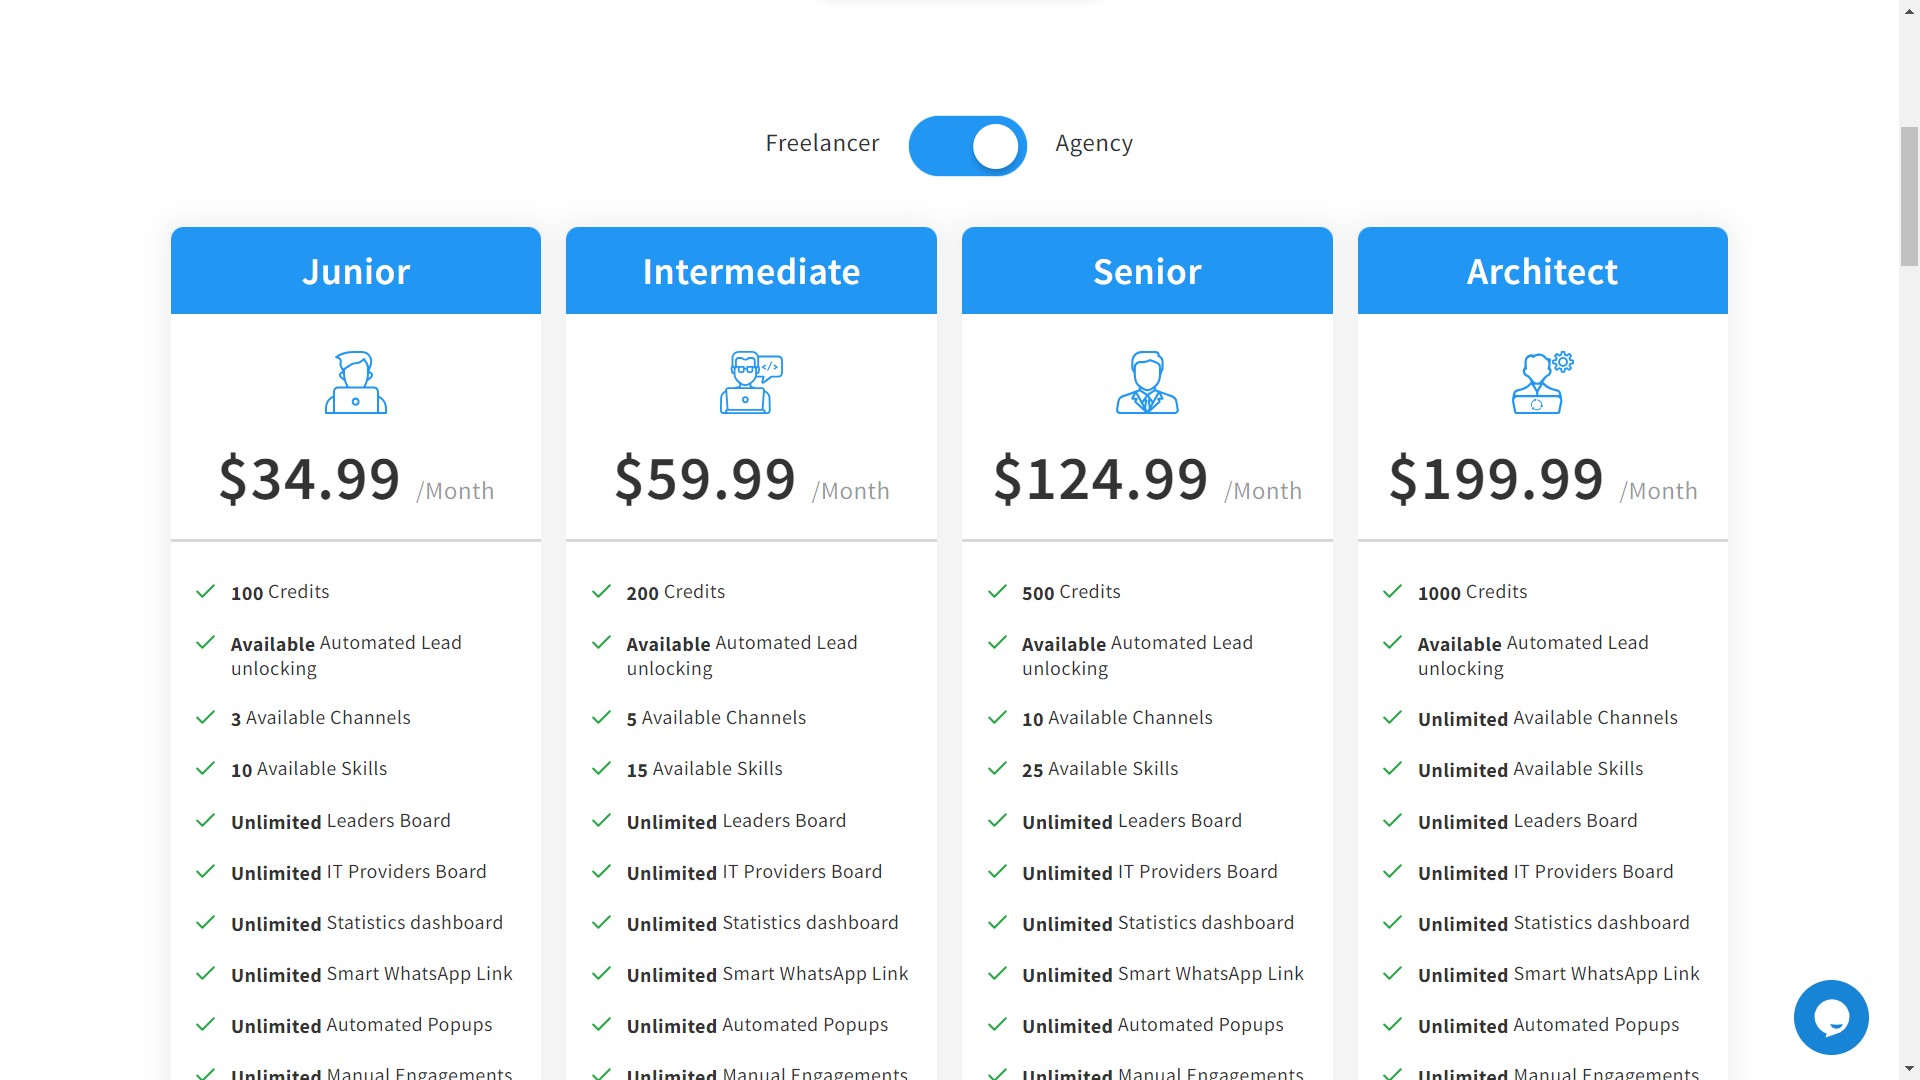 Freelancer
Agency
Junior
$34.99 /Month
100 Credits
Available Automated Lead
unlocking
3 Available Channels
10 Available Skills
Unlimited Leaders Board
Unlimited IT Providers Board
Unlimited Statistics dashboard
Unlimited Smart WhatsApp Link
Unlimited Automated Popups
Unlimited Manual Engagements
Intermediate
</>
$59.99 /Month
200 Credits
Available Automated Lead
unlocking
5 Available Channels
15 Available Skills
Unlimited Leaders Board
Unlimited IT Providers Board
Unlimited Statistics dashboard
Unlimited Smart WhatsApp Link
Unlimited Automated Popups
Unlimited Manual Engagements
Senior
$124.99 /Month
500 Credits
Available Automated Lead
unlocking
10 Available Channels
25 Available Skills
Unlimited Leaders Board
Unlimited IT Providers Board
Unlimited Statistics dashboard
Unlimited Smart WhatsApp Link
Unlimited Automated Popups
Unlimited Manual Engagements
Architect
$199.99 /Month
1000 Credits
Available Automated Lead
unlocking
Unlimited Available Channels
Unlimited Available Skills
Unlimited Leaders Board
Unlimited IT Providers Board
Unlimited Statistics dashboard
Unlimited Smart WhatsApp Link
Unlimited Automated Popups
Unlimited Manual Engagements